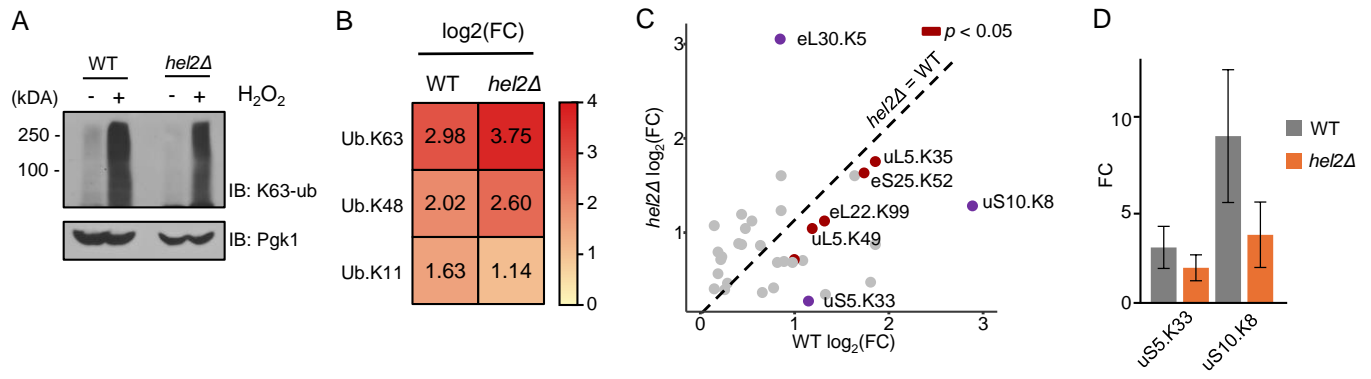 A
WT hel2Δ
(kDA) - + - + H2O2
250 -
100 -
IB: K63-ub
IB: Pgk1
B
log2(FC)
WT hel2Δ
Ub.K63 2.98 3.75
Ub.K48 2.02 2.60
Ub.K11 1.63 1.14
4
3
2
1
0
C
hel2Δ log2(FC)
3
2
1
eL30.K5
p < 0.05
hel2Δ = WT
uL5.K35
eS25.K52
uS10.K8
eL22.K99
uL5.K49
uS5.K33
0 1 2 3
WT log2(FC)
D
FC
10
5
0
WT
hel2Δ
uS5.K33
uS10.K8